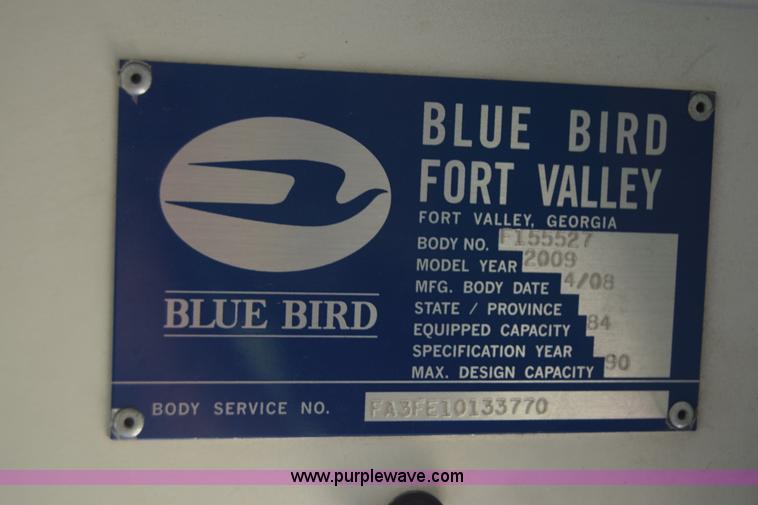 BLUE BIRD
BLUE BIRD
FORT VALLEY
FORT VALLEY, GEORGIA
BODY NO. F155527
MODEL YEAR 2009
MFG. BODY DATE 4/08
STATE / PROVINCE
EQUIPPED CAPACITY 84
SPECIFICATION YEAR
MAX. DESIGN CAPACITY 90
BODY SERVICE NO. FA3FE10133770
www.purplewave.com